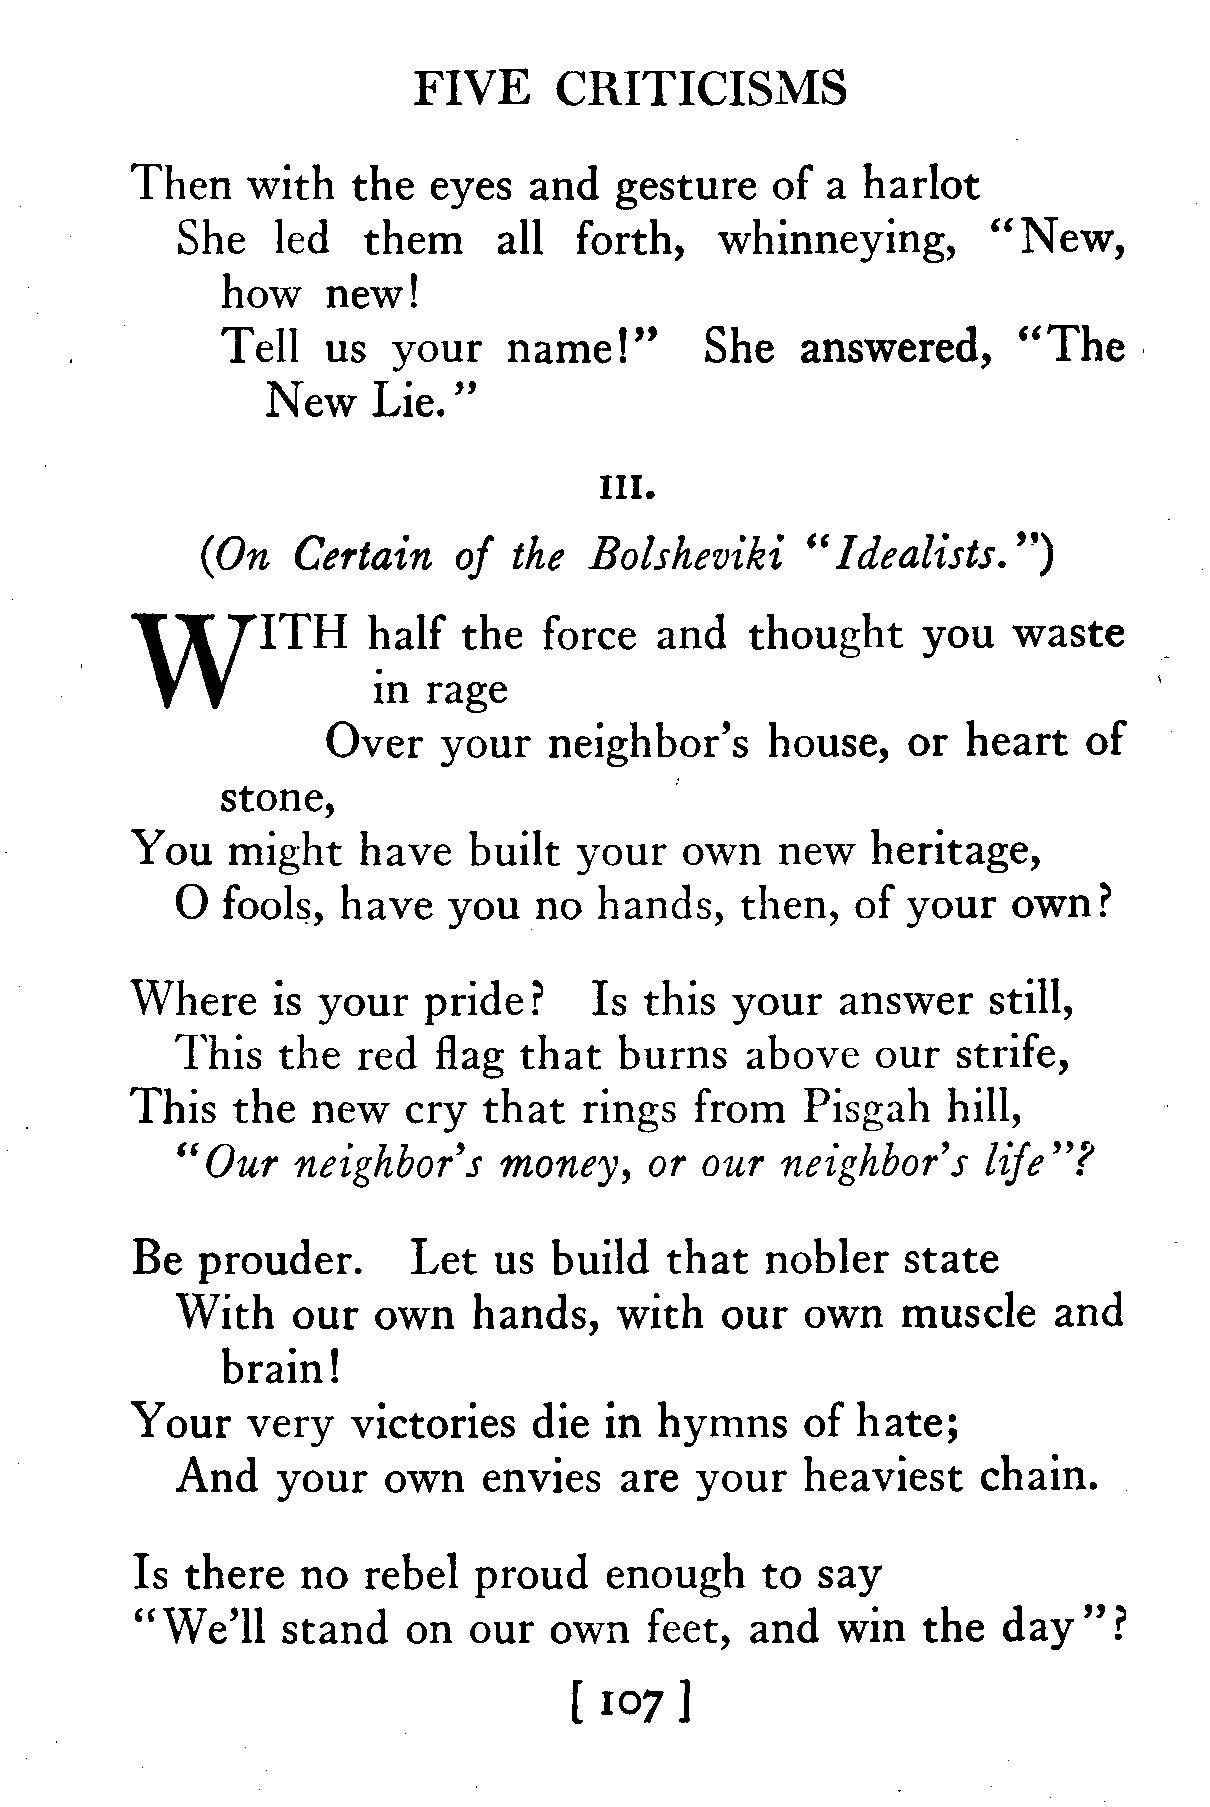 FIVE CRITICISMS
Then with the eyes and gesture of a harlot
She led them all forth, whinneying, "New,
how new!
Tell us your name!" She answered, "The
New Lie."
III.
(On Certain of the Bolsheviki "Idealists.")
WITH half the force and thought you waste
in rage
Over your neighbor's house, or heart of
stone,
You might have built your own new heritage,
O fools, have you no hands, then, of your own?
Where is your pride? Is this your answer still,
This the red flag that burns above our strife,
This the new cry that rings from Pisgah hill,
"Our neighbor's money, or our neighbor's life"?
Be prouder. Let us build that nobler state
With our own hands, with our own muscle and
brain!
Your very victories die in hymns of hate;
And your own envies are your heaviest chain.
Is there no rebel proud enough to say
"We'll stand on our own feet, and win the day"?
[ 107 ]